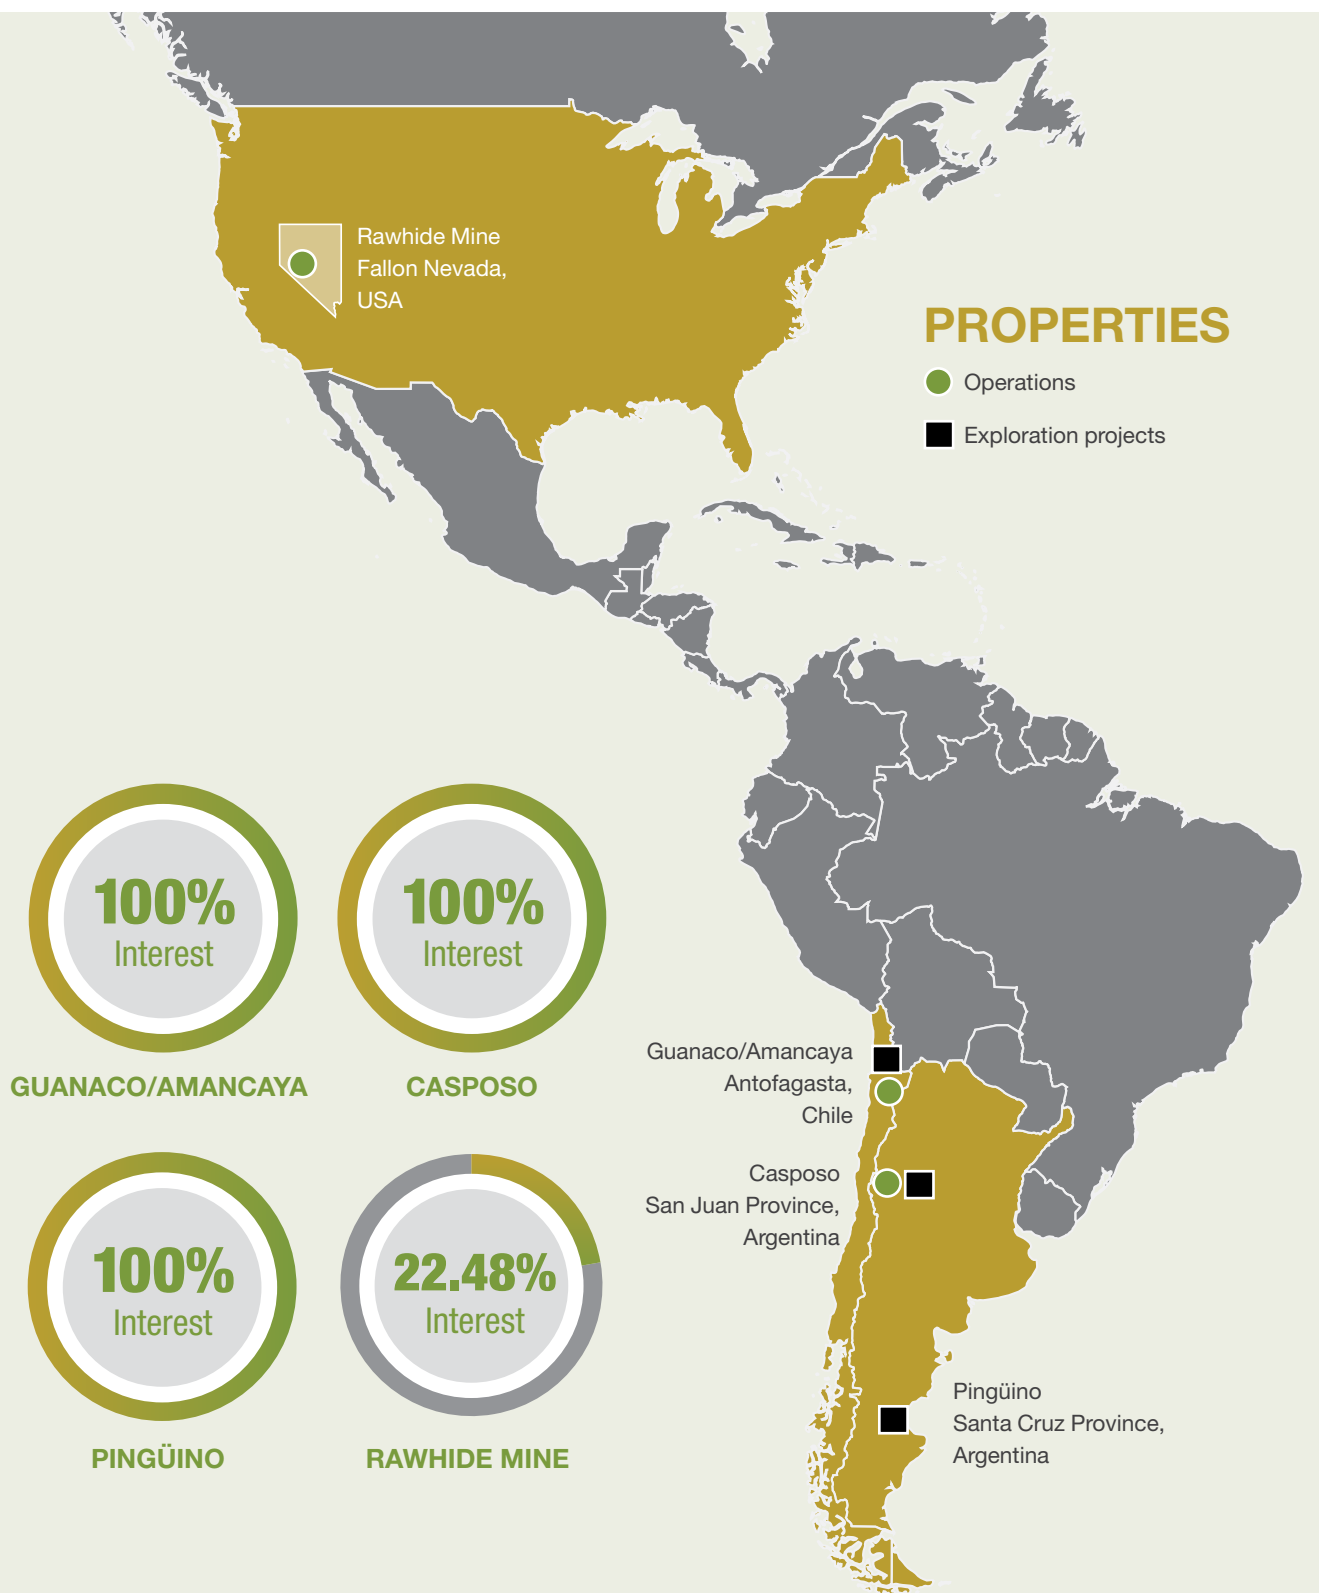 Rawhide Mine
Fallon Nevada,
USA
PROPERTIES
Operations
Exploration projects
100%
Interest
GUANACO/AMANCAYA
100%
Interest
CASPOSO
100%
Interest
PINGÜINO
22.48%
Interest
RAWHIDE MINE
Guanaco/Amancaya
Antofagasta,
Chile
Casposo
San Juan Province,
Argentina
Pingüino
Santa Cruz Province,
Argentina